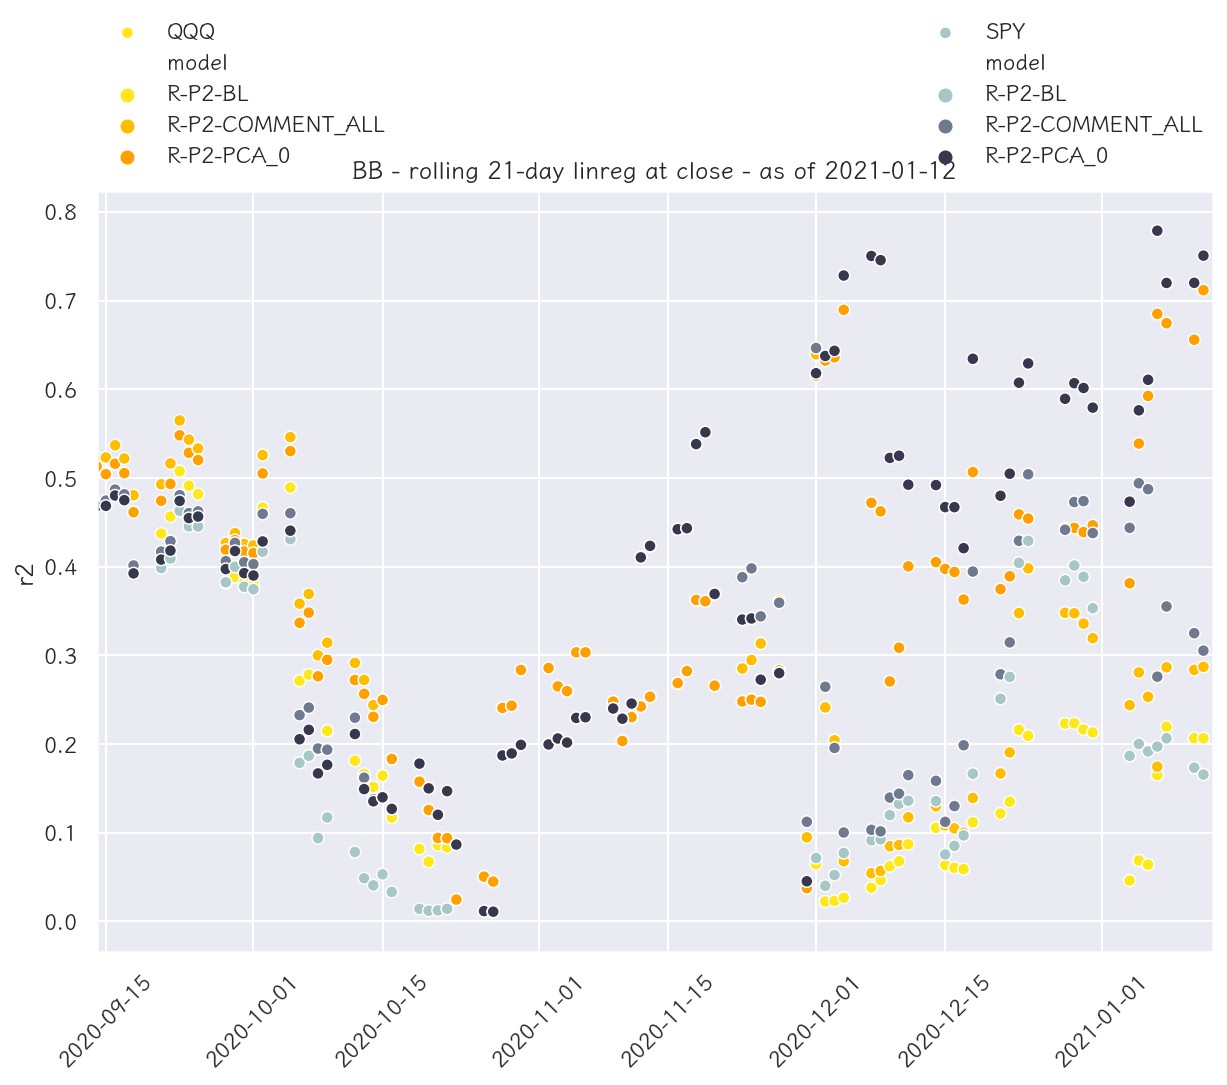 QQQ
model
R-P2-BL
R-P2-COMMENT_ALL
R-P2-PCA_0
SPY
model
R-P2-BL
R-P2-COMMENT_ALL
R-P2-PCA_0
BB - rolling 21-day linreg at close - as of 2021-01-12
0.8
0.7
0.6
0.5
0.4
0.3
0.2
0.1
0.0
r2
2020-09-15
2020-10-01
2020-10-15
2020-11-01
2020-11-15
2020-12-01
2020-12-15
2021-01-01